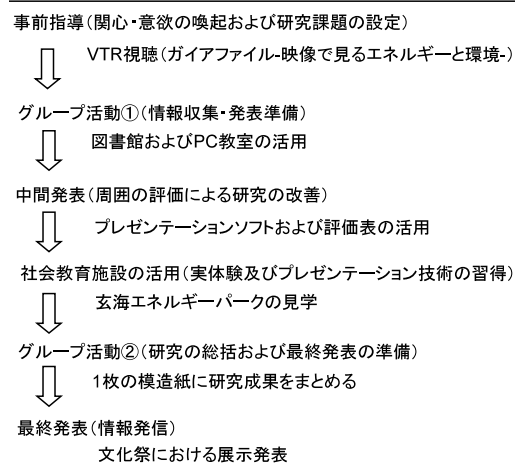 事前指導(関心・意欲の喚起および研究課題の設定)
VTR視聴(ガイアファイル-映像で見るエネルギーと環境-)
グループ活動①(情報収集・発表準備)
図書館およびPC教室の活用
中間発表(周囲の評価による研究の改善)
プレゼンテーションソフトおよび評価表の活用
社会教育施設の活用(実体験及びプレゼンテーション技術の習得)
玄海エネルギーパークの見学
グループ活動②(研究の総括および最終発表の準備)
1枚の模造紙に研究成果をまとめる
最終発表(情報発信)
文化祭における展示発表